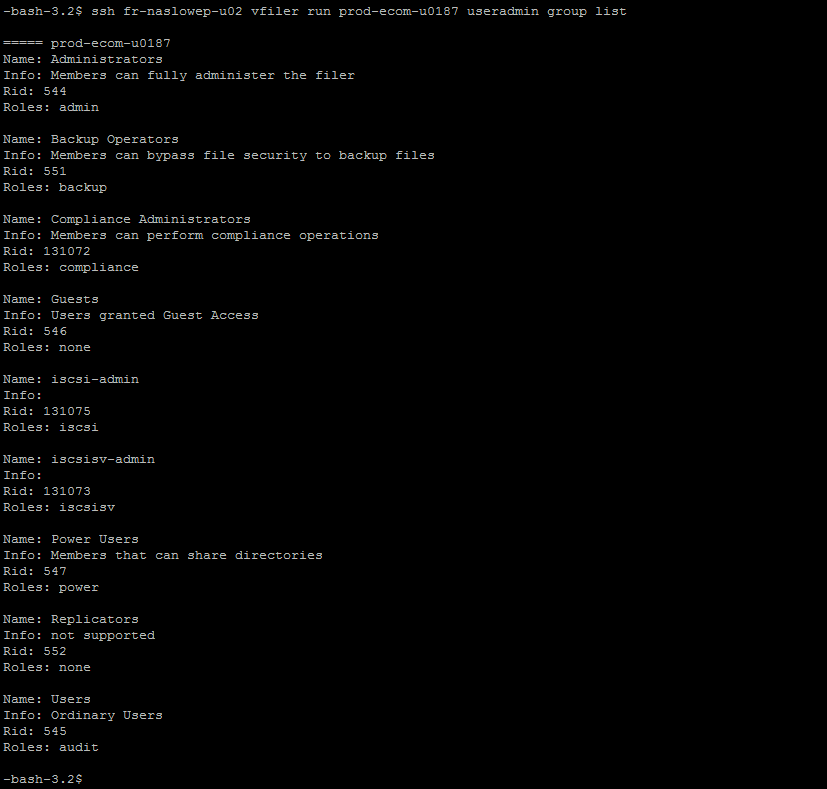 -bash-3.2$ ssh fr-naslowep-u02 vfiler run prod-ecom-u0187 useradmin group list
===== prod-ecom-u0187
Name: Administrators
Info: Members can fully administer the filer
Rid: 544
Roles: admin
Name: Backup Operators
Info: Members can bypass file security to backup files
Rid: 551
Roles: backup
Name: Compliance Administrators
Info: Members can perform compliance operations
Rid: 131072
Roles: compliance
Name: Guests
Info: Users granted Guest Access
Rid: 546
Roles: none
Name: iscsi-admin
Info:
Rid: 131075
Roles: iscsi
Name: iscsisv-admin
Info:
Rid: 131073
Roles: iscsisv
Name: Power Users
Info: Members that can share directories
Rid: 547
Roles: power
Name: Replicators
Info: not supported
Rid: 552
Roles: none
Name: Users
Info: Ordinary Users
Rid: 545
Roles: audit
-bash-3.2$